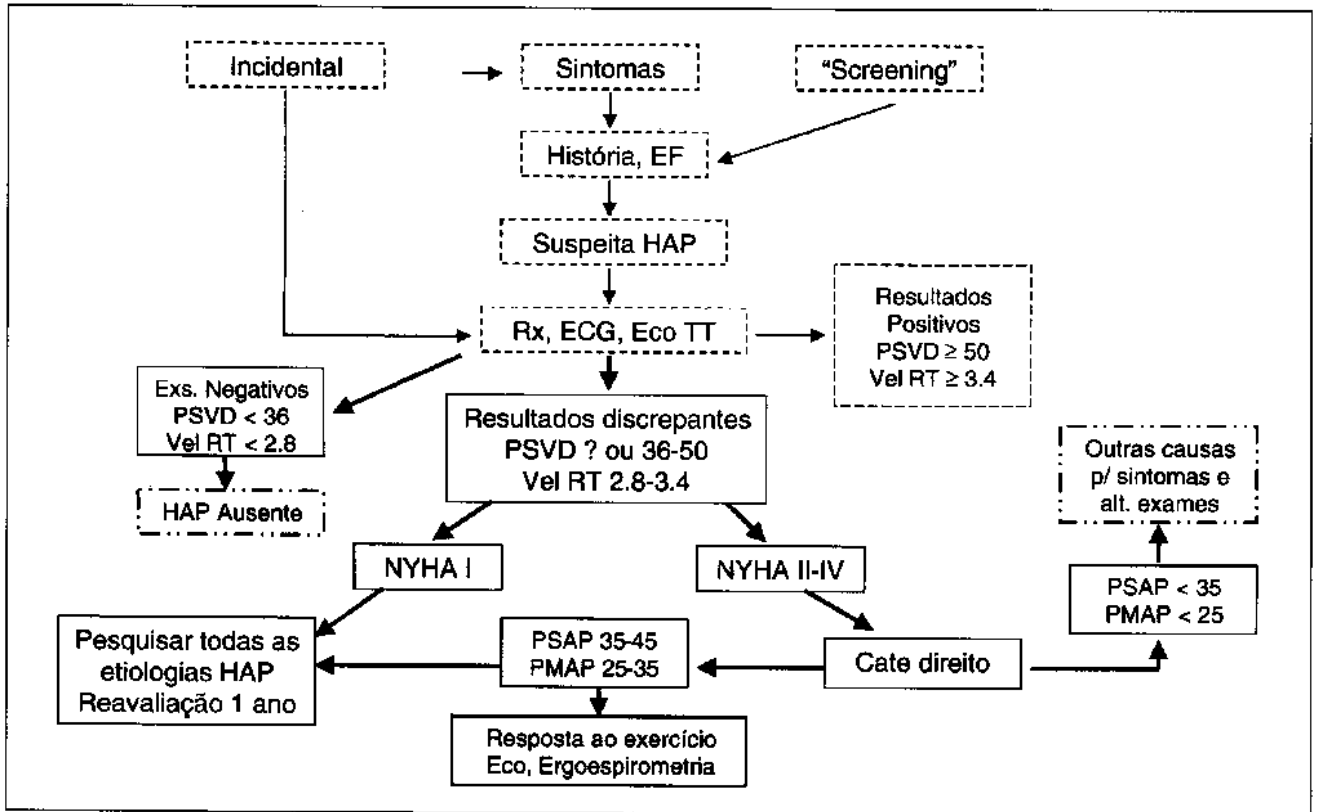 Incidental
Sintomas
“Screening”
História, EF
Suspeita HAP
Rx, ECG, Eco TT
Resultados
Positivos
PSVD ≥ 50
Vel RT ≥ 3.4
Exs. Negativos
PSVD < 36
Vel RT < 2.8
HAP Ausente
Resultados discrepantes
PSVD ? ou 36-50
Vel RT 2.8-3.4
Outras causas
p/ sintomas e
alt. exames
NYHA I
NYHA II-IV
PSAP < 35
PMAP < 25
Pesquisar todas as
etiologias HAP
Reavaliação 1 ano
PSAP 35-45
PMAP 25-35
Cate direito
Resposta ao exercício
Eco, Ergoespirometria